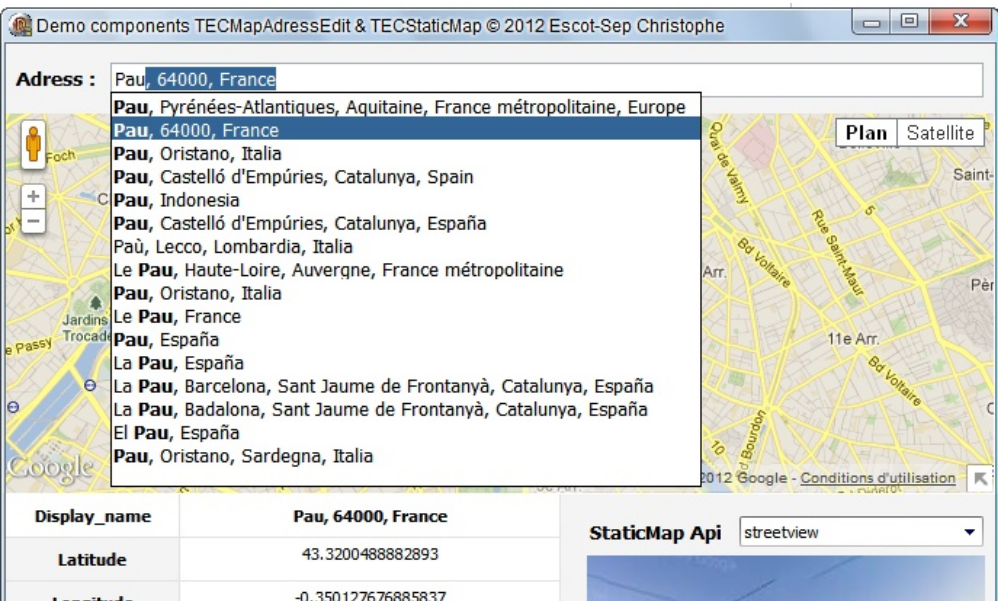 Demo components TECMapAdressEdit & TECStaticMap © 2012 Escot-Sep Christophe
Adress : Pau, 64000, France
Pau, Pyrénées-Atlantiques, Aquitaine, France métropolitaine, Europe
Pau, 64000, France
Pau, Oristano, Italia
Pau, Castelló d'Empúries, Catalunya, Spain
Pau, Indonesia
Pau, Castelló d'Empúries, Catalunya, España
Paù, Lecco, Lombardia, Italia
Le Pau, Haute-Loire, Auvergne, France métropolitaine
Pau, Oristano, Italia
Le Pau, France
Pau, España
La Pau, España
La Pau, Barcelona, Sant Jaume de Frontanyà, Catalunya, España
La Pau, Badalona, Sant Jaume de Frontanyà, Catalunya, España
El Pau, España
Pau, Oristano, Sardegna, Italia
Plan Satellite
Foch
Saint-
Q. de Valmy
Rue Saint-Maur
Bd Voltaire
Arr.
Pèr
Jardins
Trocadé
e Passy
11e Arr.
Bd Voltaire
Bd Bourdon
Google
2012 Google - Conditions d'utilisation
Display_name Pau, 64000, France
Latitude 43.3200488882893
Longitude -0.350127676885837
StaticMap Api streetview